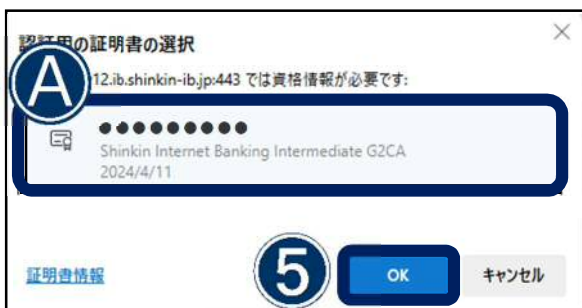 認証用の証明書の選択
A
12.ib.shinkin-ib.jp:443 では資格情報が必要です:
●●●●●●●●●
Shinkin Internet Banking Intermediate G2CA
2024/4/11
証明書情報
5
OK
キャンセル